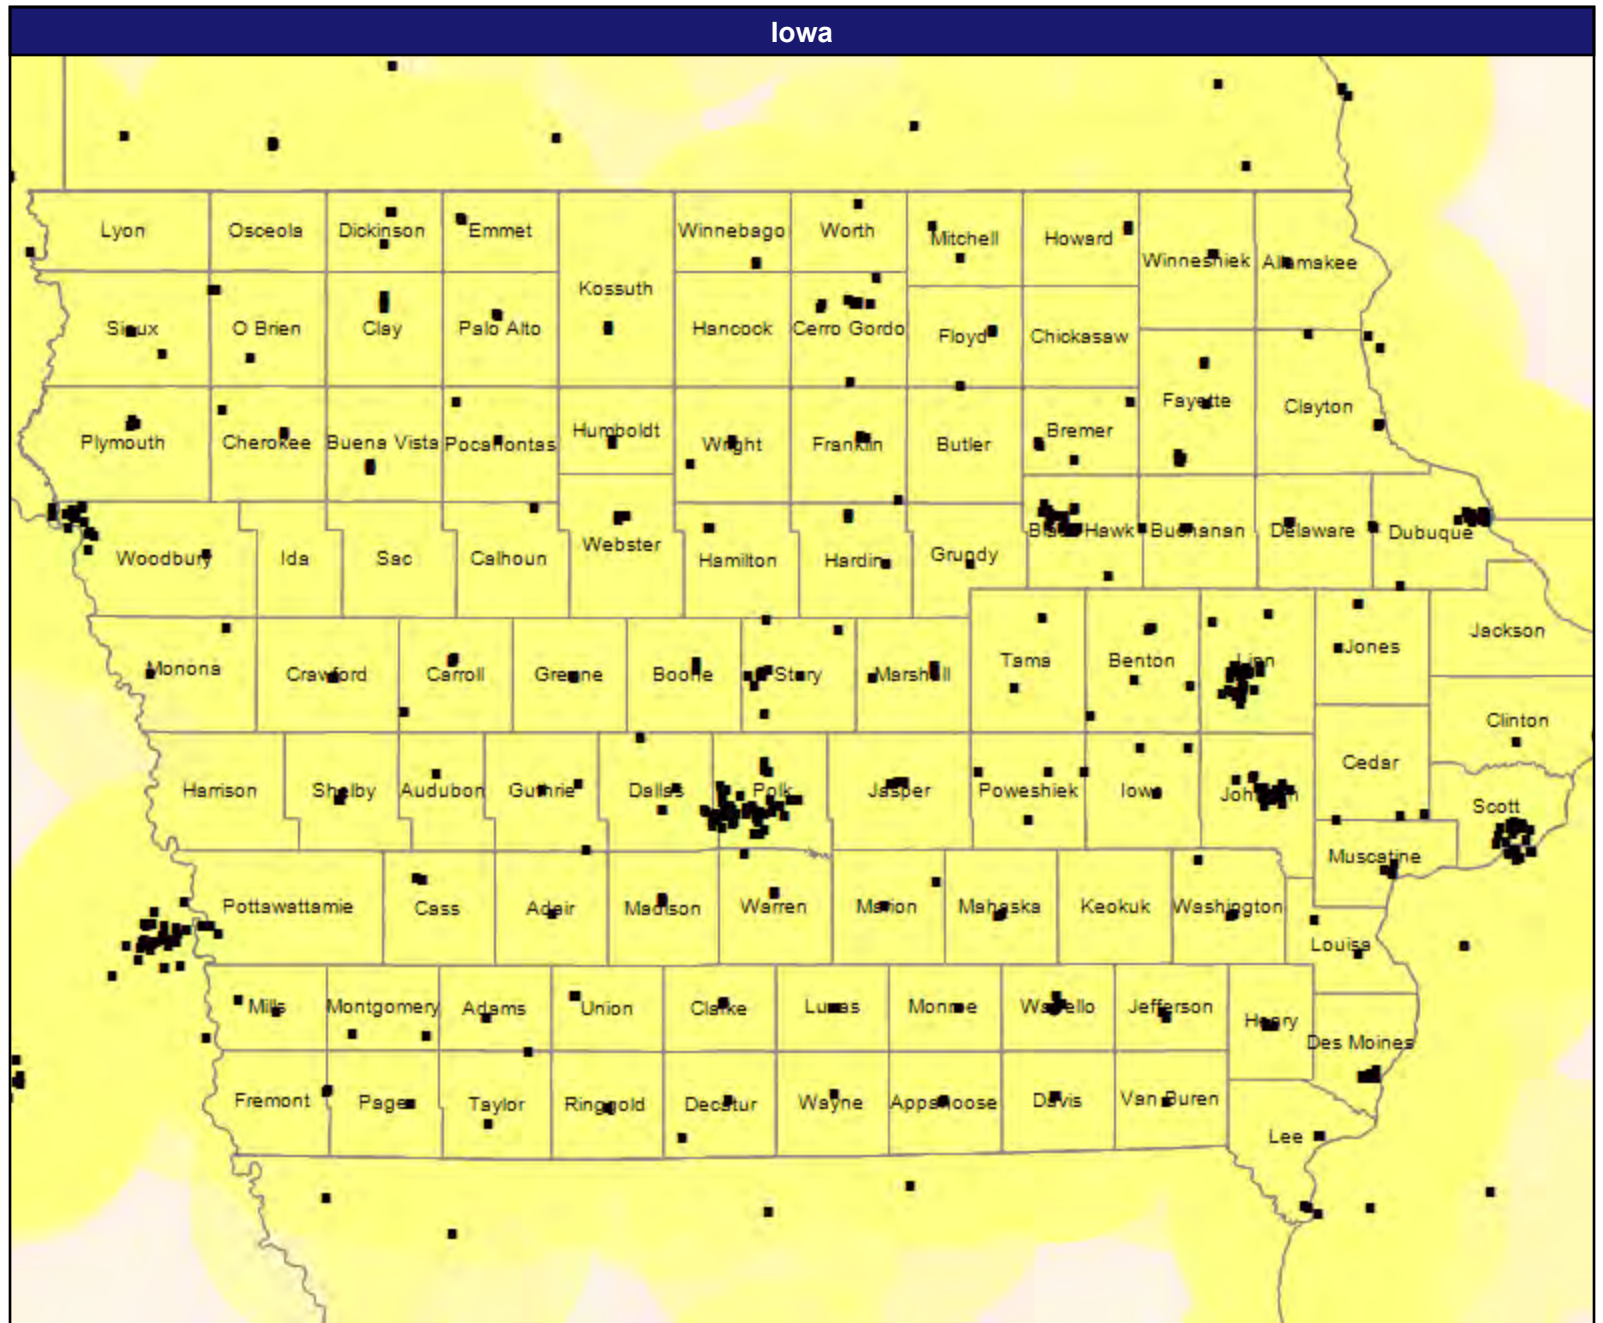 Iowa
Lyon
Osceola
Dickinson
Emmet
Winnebago
Worth
Mitchell
Howard
Winneshiek
Allamakee
Kossuth
Sioux
O Brien
Clay
Palo Alto
Hancock
Cerro Gordo
Floyd
Chickasaw
Fayette
Clayton
Plymouth
Cherokee
Buena Vista
Pocahontas
Humboldt
Wright
Franklin
Butler
Bremer
Woodbury
Ida
Sac
Calhoun
Webster
Hamilton
Hardin
Grundy
Black Hawk
Buchanan
Delaware
Dubuque
Monona
Crawford
Carroll
Greene
Boone
Story
Marshall
Tama
Benton
Linn
Jones
Jackson
Clinton
Cedar
Harrison
Shelby
Audubon
Guthrie
Dallas
Polk
Jasper
Poweshiek
Iowa
Johnson
Scott
Muscatine
Pottawattamie
Cass
Adair
Madison
Warren
Marion
Mahaska
Keokuk
Washington
Louisa
Mills
Montgomery
Adams
Union
Clarke
Lucas
Monroe
Wapello
Jefferson
Henry
Des Moines
Fremont
Page
Taylor
Ringgold
Decatur
Wayne
Appanoose
Davis
Van Buren
Lee